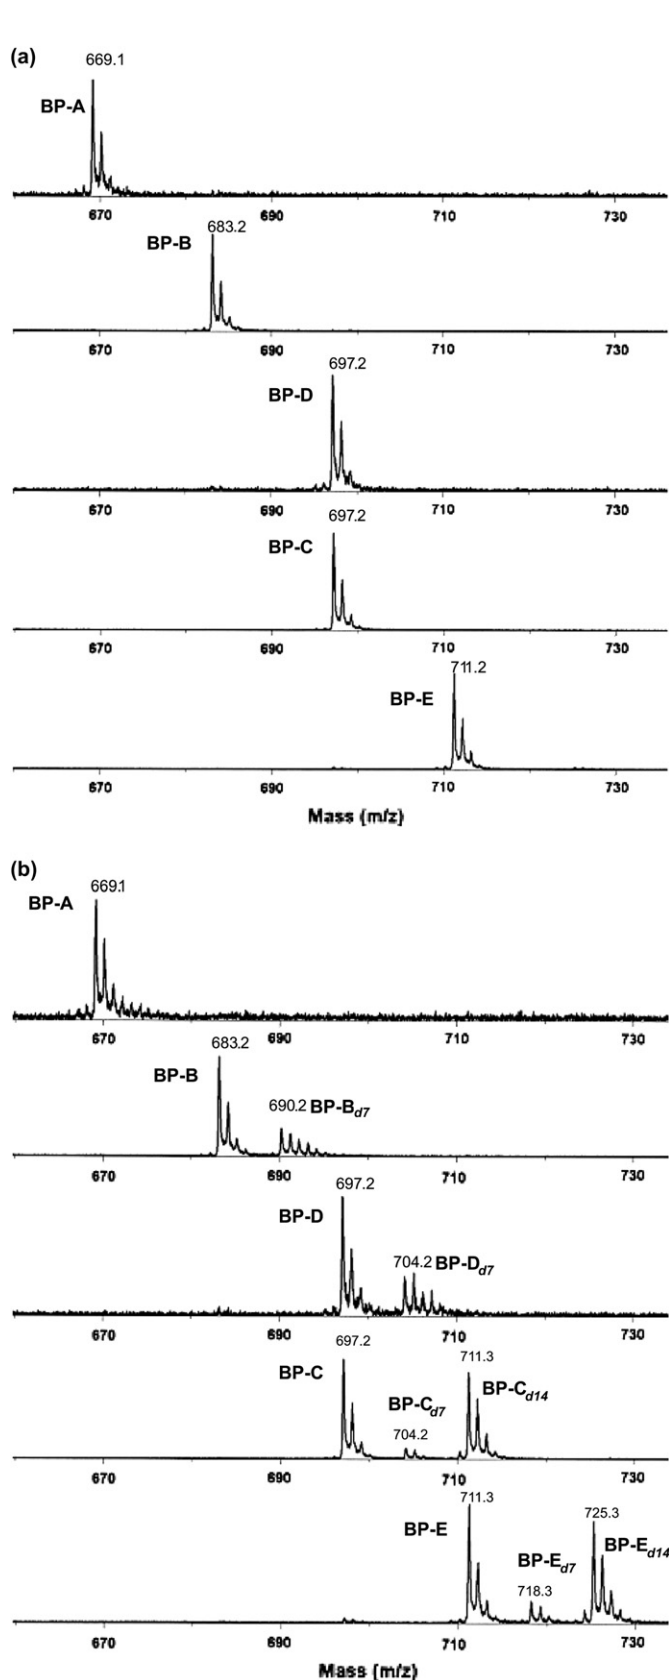 (a)
669.1
BP-A
670 690 710 730
683.2
BP-B
670 690 710 730
697.2
BP-D
670 690 710 730
697.2
BP-C
670 690 710 730
711.2
BP-E
670 690 710 730
Mass (m/z)
(b)
669.1
BP-A
670 690 710 730
683.2
BP-B
690.2 BP-Bd7
670 690 710 730
697.2
BP-D
704.2 BP-Dd7
670 690 710 730
697.2
711.3
BP-C
BP-Cd14
BP-Cd7
704.2
670 690 710 730
711.3
725.3
BP-E
BP-Ed14
BP-Ed7
718.3
670 690 710 730
Mass (m/z)